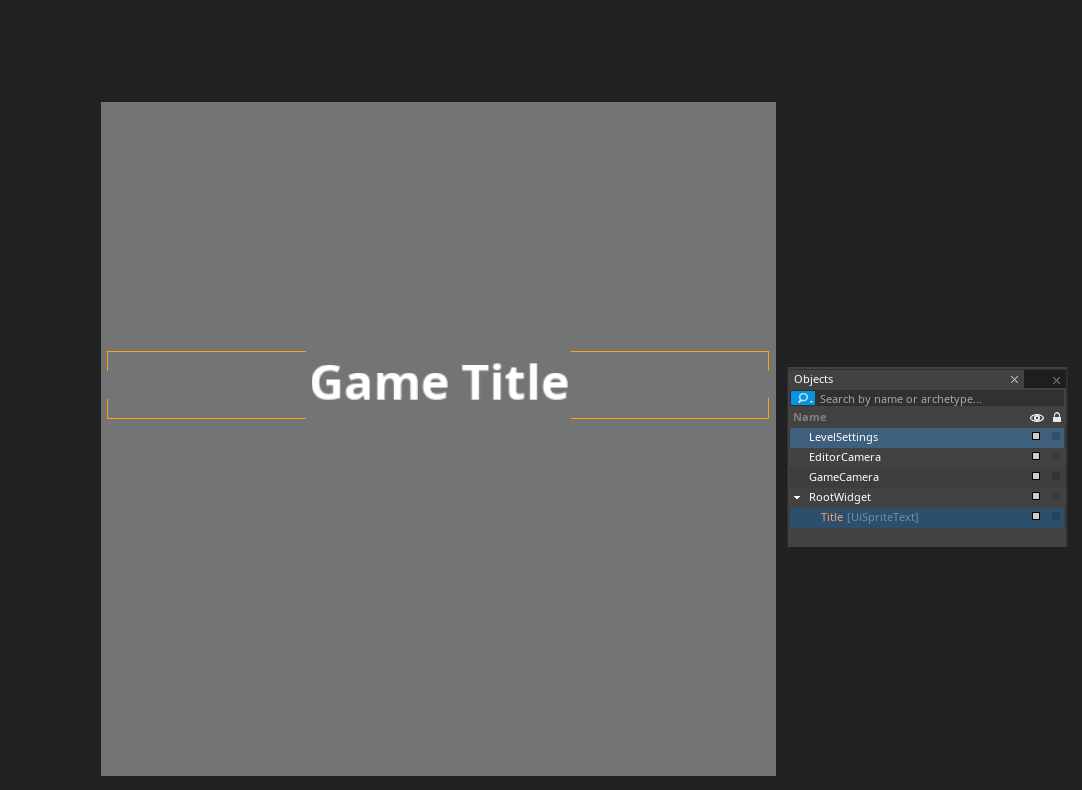 Game Title
Objects
Search by name or archetype...
Name
LevelSettings
EditorCamera
GameCamera
RootWidget
Title [UiSpriteText]